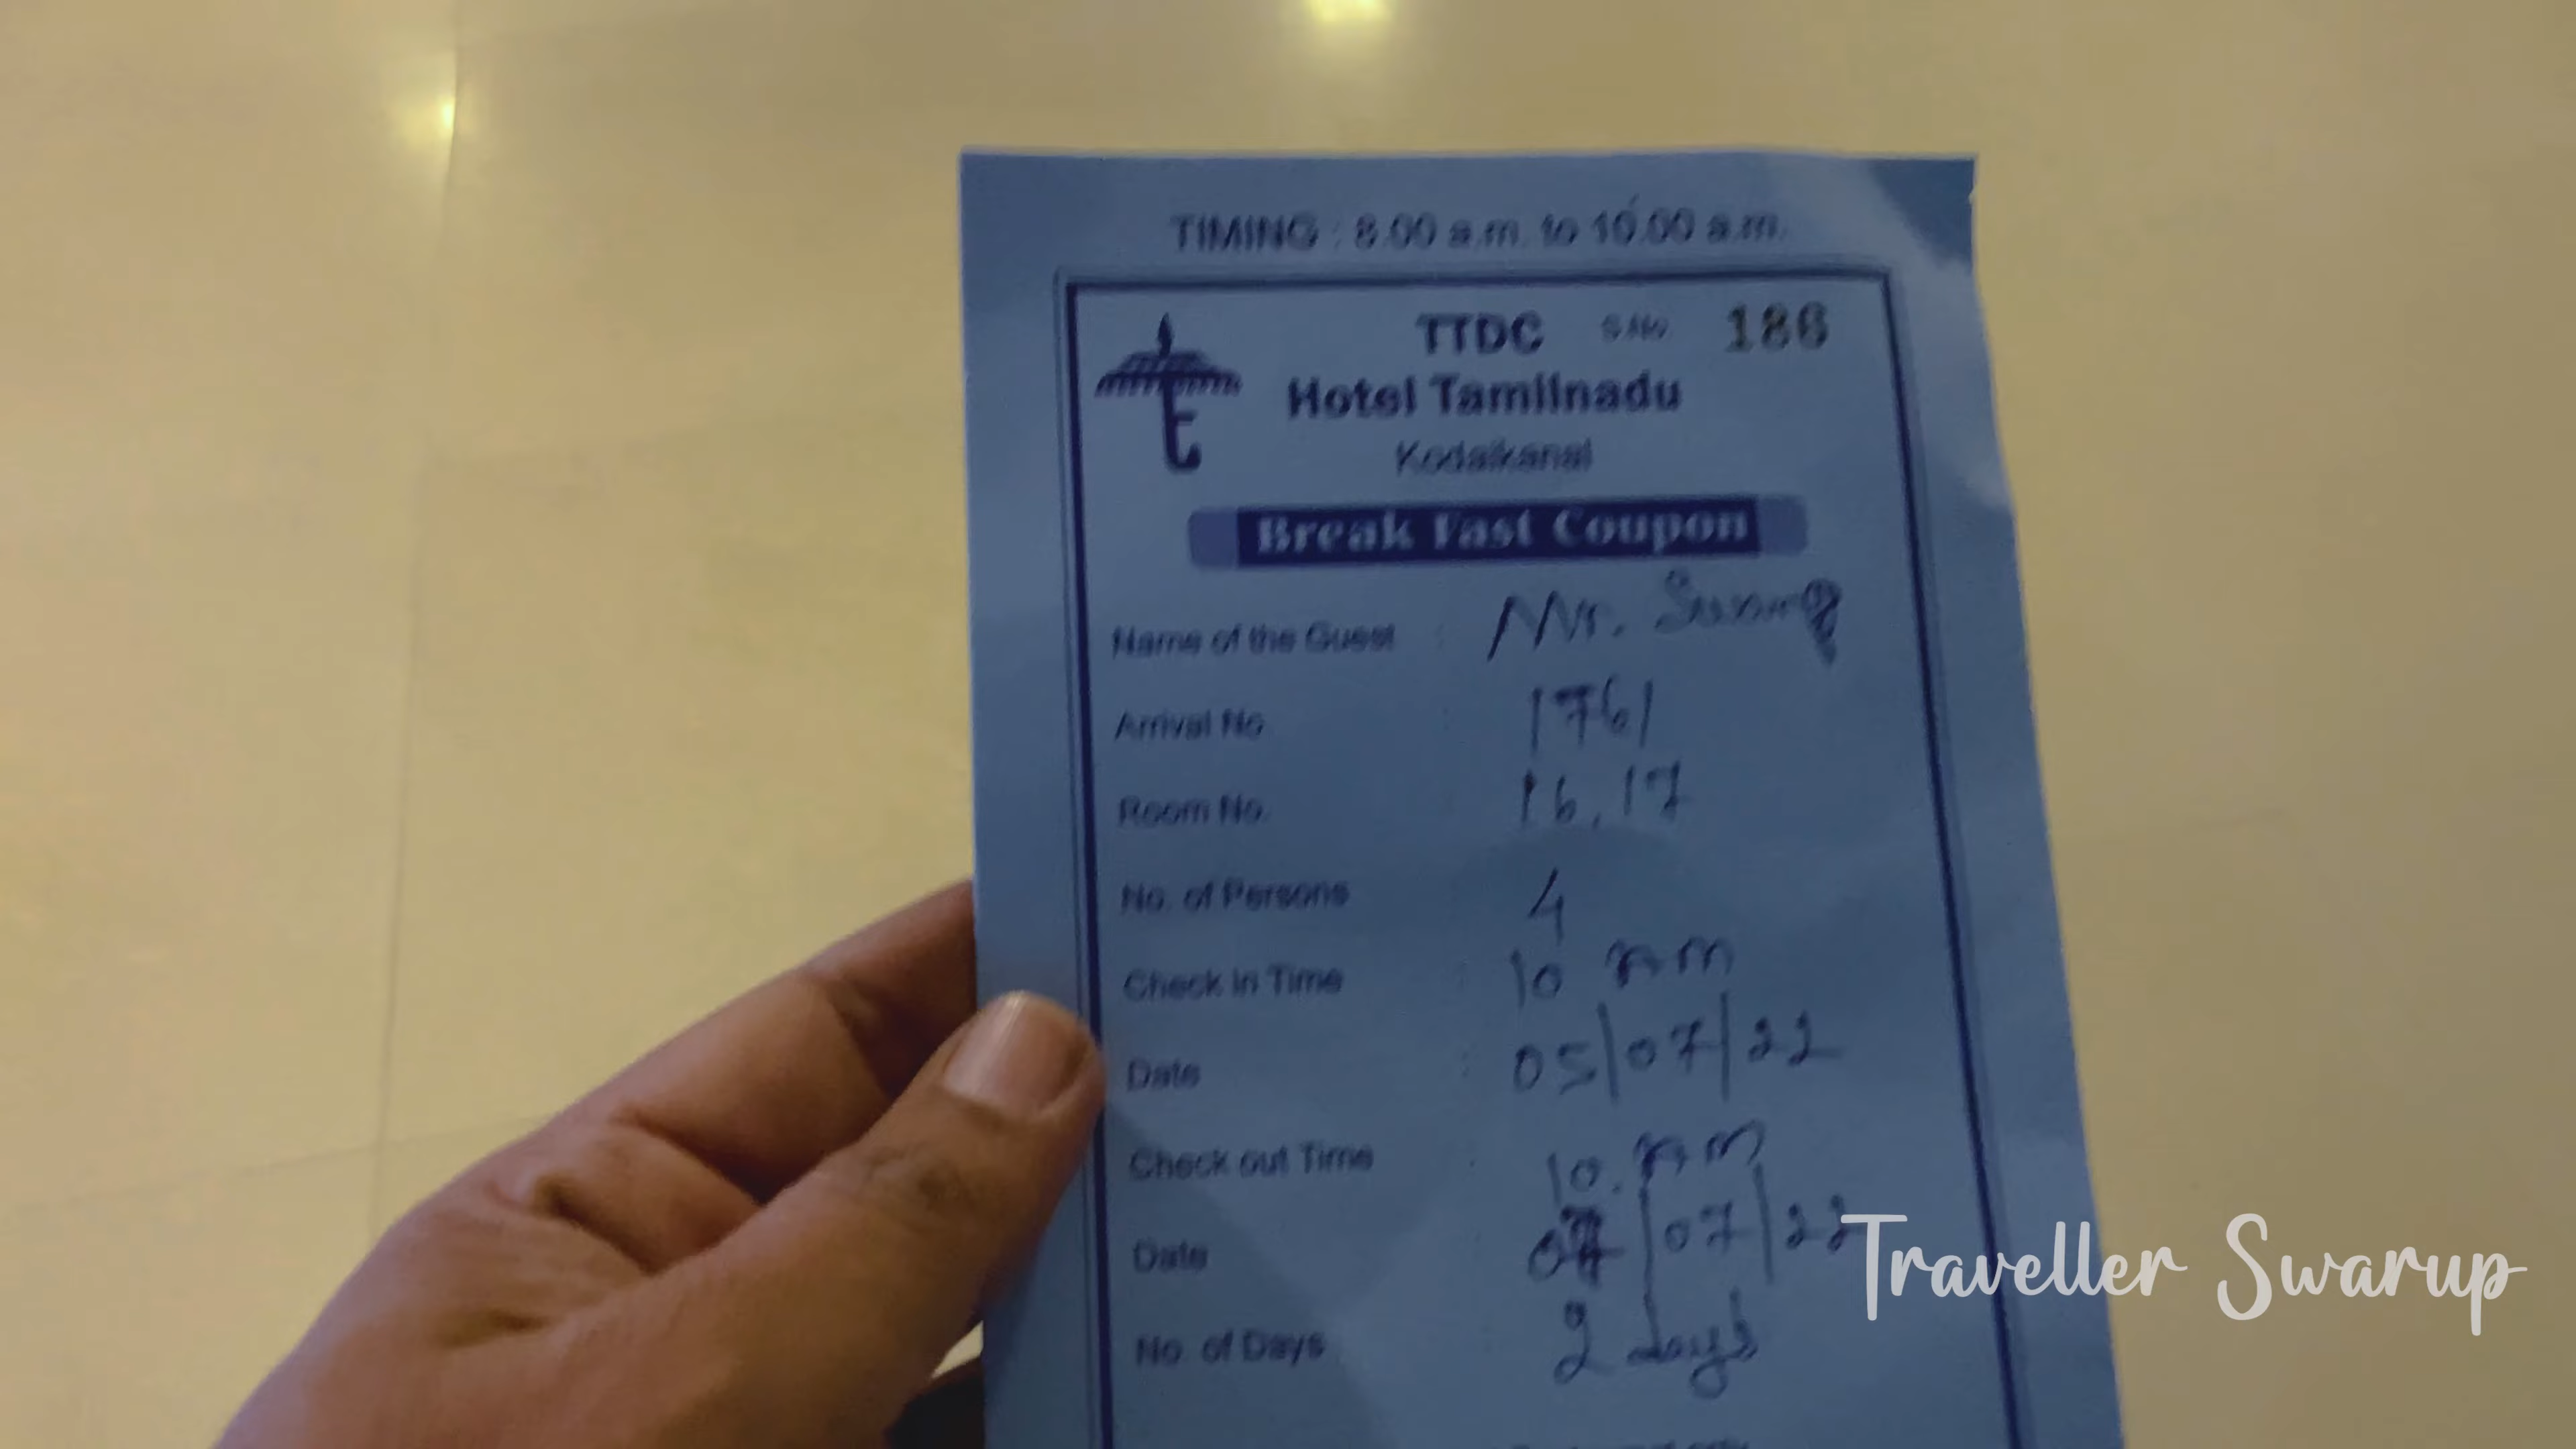 TIMING : 8.00 a.m. to 10.00 a.m.
TTDC S.No 186
Hotel Tamilnadu
Kodaikanal
Break Fast Coupon
Name of the Guest : Mr.
Arrival No 1761
Room No. 16, 17
No. of Persons 4
Check in Time : 10 AM
Date : 05/07/22
Check out Time : 10. AM
Date 07/07/22
No of Days 2 days
Traveller Swarup